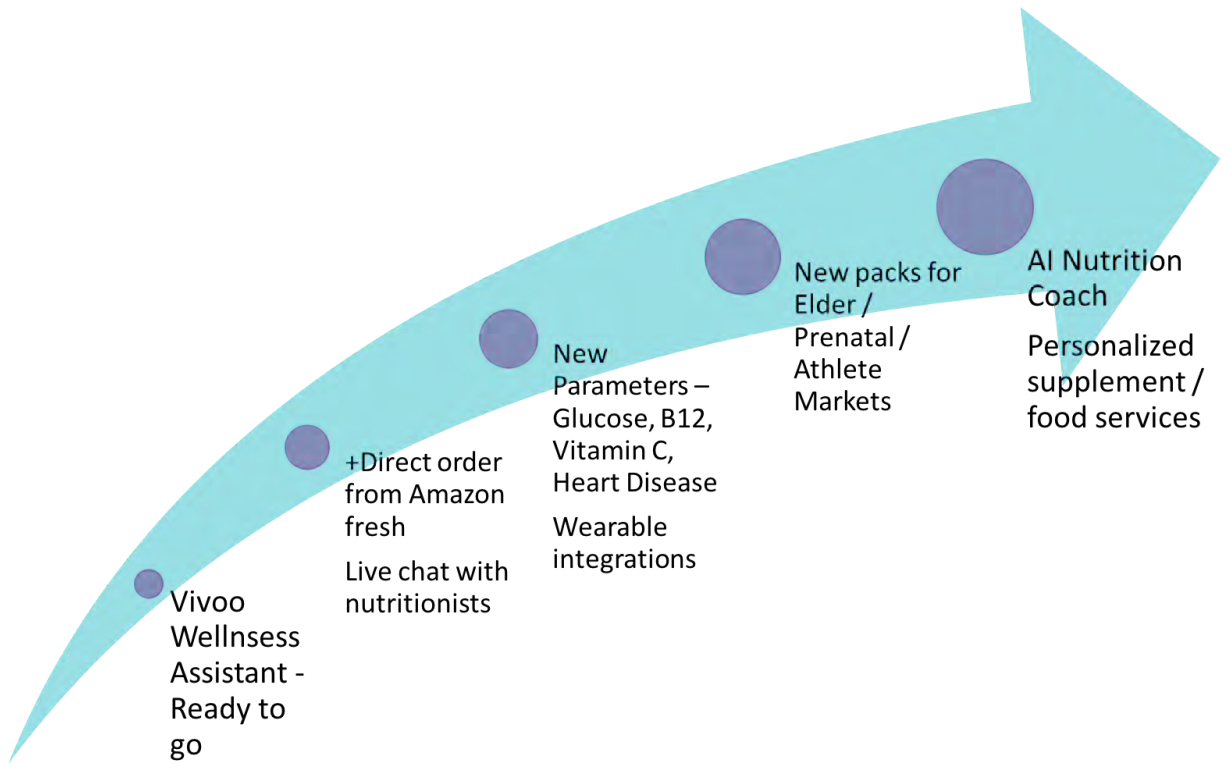 Vivoo
Wellnsess
Assistant -
Ready to
go
+Direct order
from Amazon
fresh
Live chat with
nutritionists
New
Parameters –
Glucose, B12,
Vitamin C,
Heart Disease
Wearable
integrations
New packs for
Elder /
Prenatal /
Athlete
Markets
AI Nutrition
Coach
Personalized
supplement /
food services